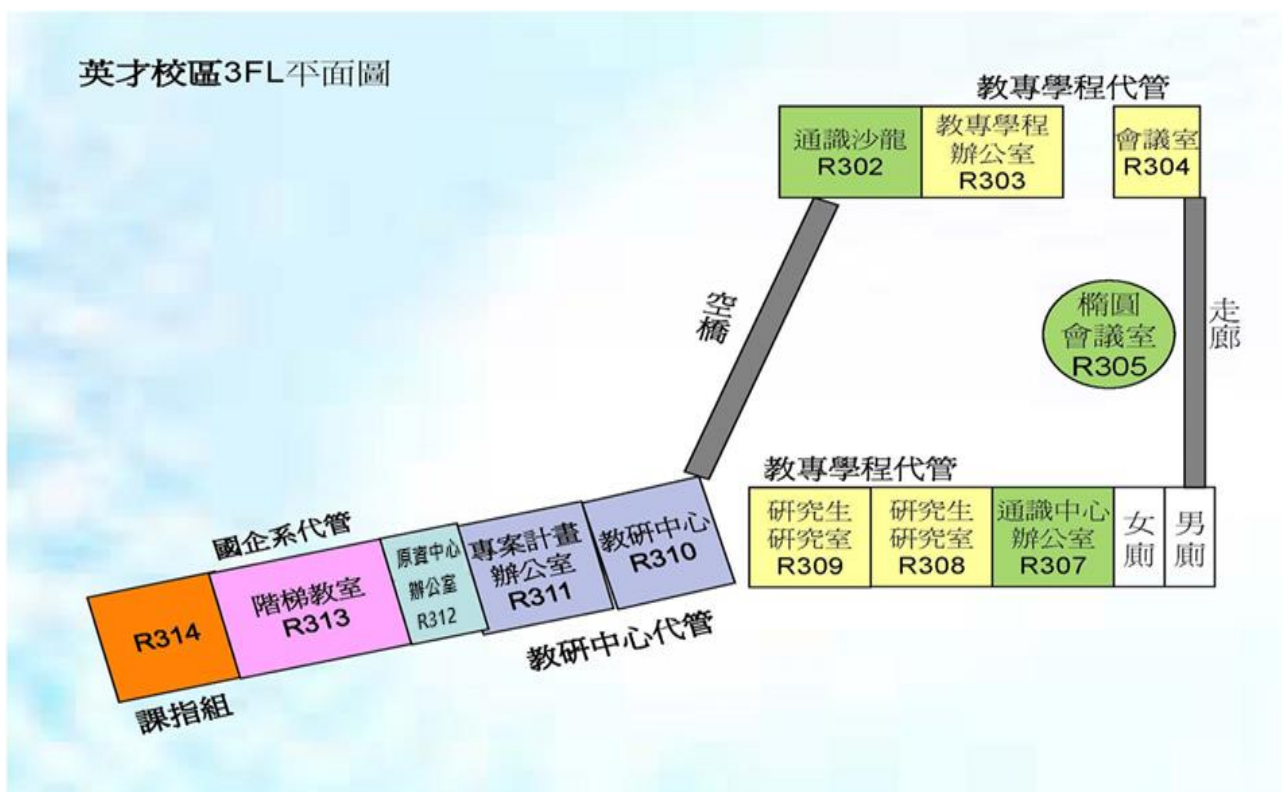 英才校區3FL平面圖
教專學程代管
通識沙龍
R302
教專學程
辦公室
R303
會議室
R304
空橋
橢圓
會議室
R305
走廊
教專學程代管
研究生
研究室
R309
研究生
研究室
R308
通識中心
辦公室
R307
女廁
男廁
國企系代管
R314
階梯教室
R313
原資中心
辦公室
R312
專案計畫
辦公室
R311
教研中心
R310
教研中心代管
課指組